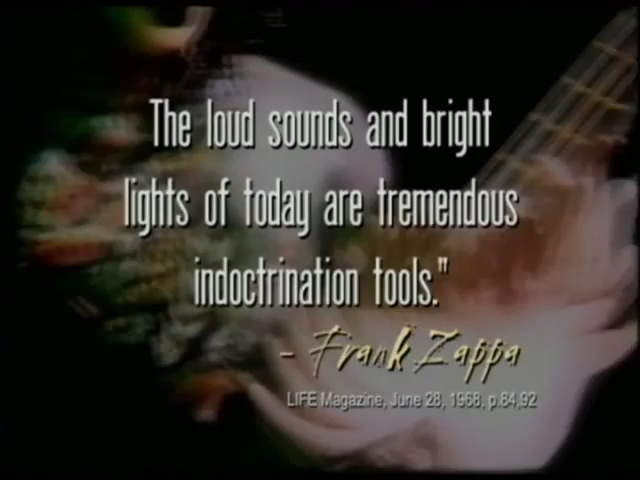 The loud sounds and bright
lights of today are tremendous
indoctrination tools."
- Frank Zappa
LIFE Magazine, June 28, 1968, p.84,92